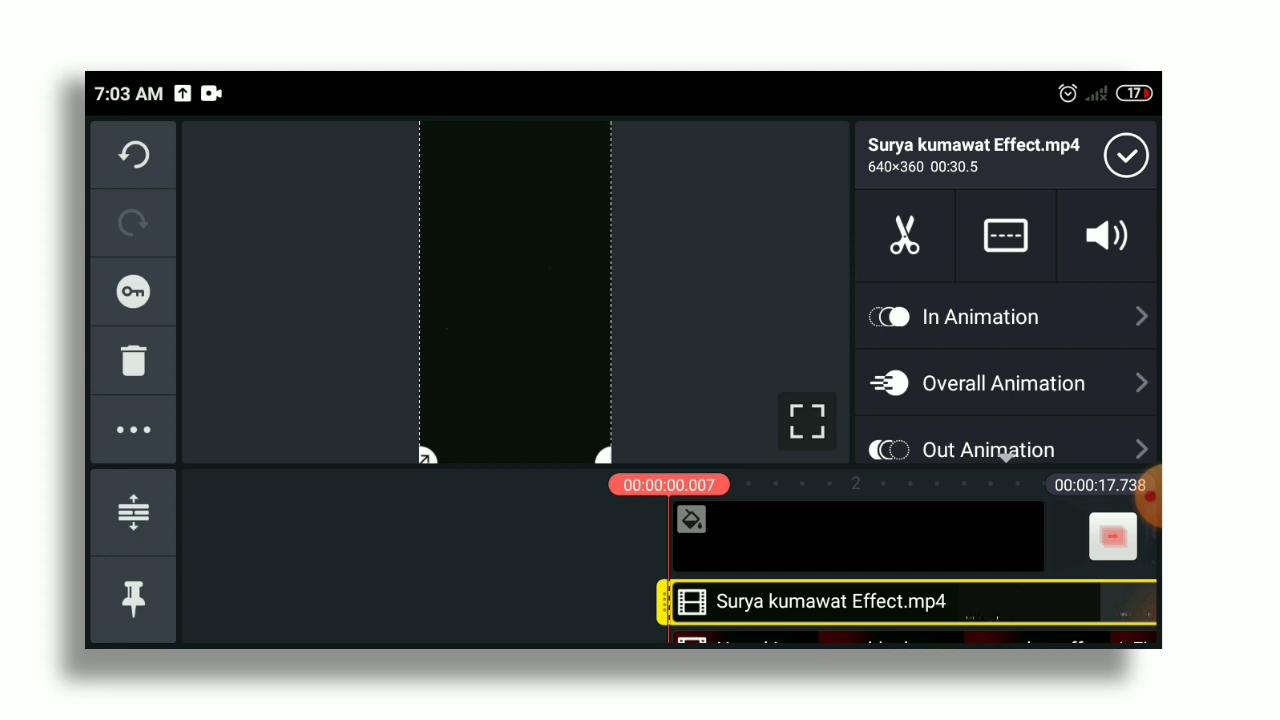 7:03 AM
17
Surya kumawat Effect.mp4
640×360 00:30.5
In Animation
Overall Animation
Out Animation
00:00:00.007
2
00:00:17.738
Surya kumawat Effect.mp4